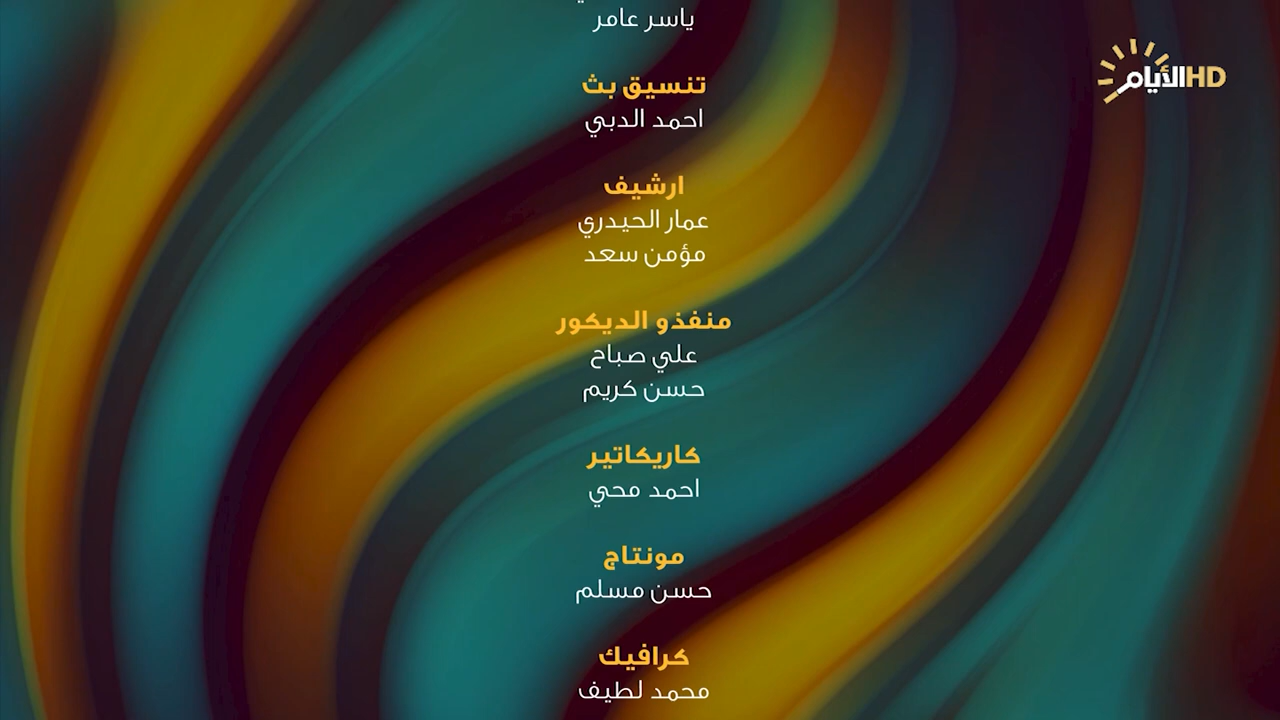 ياسر عامر
الأيام HD
تنسيق بث
احمد الدبي
ارشيف
عمار الحيدري
مؤمن سعد
منفذو الديكور
علي صباح
حسن كريم
كاريكاتير
احمد محي
مونتاج
حسن مسلم
كرافيك
محمد لطيف